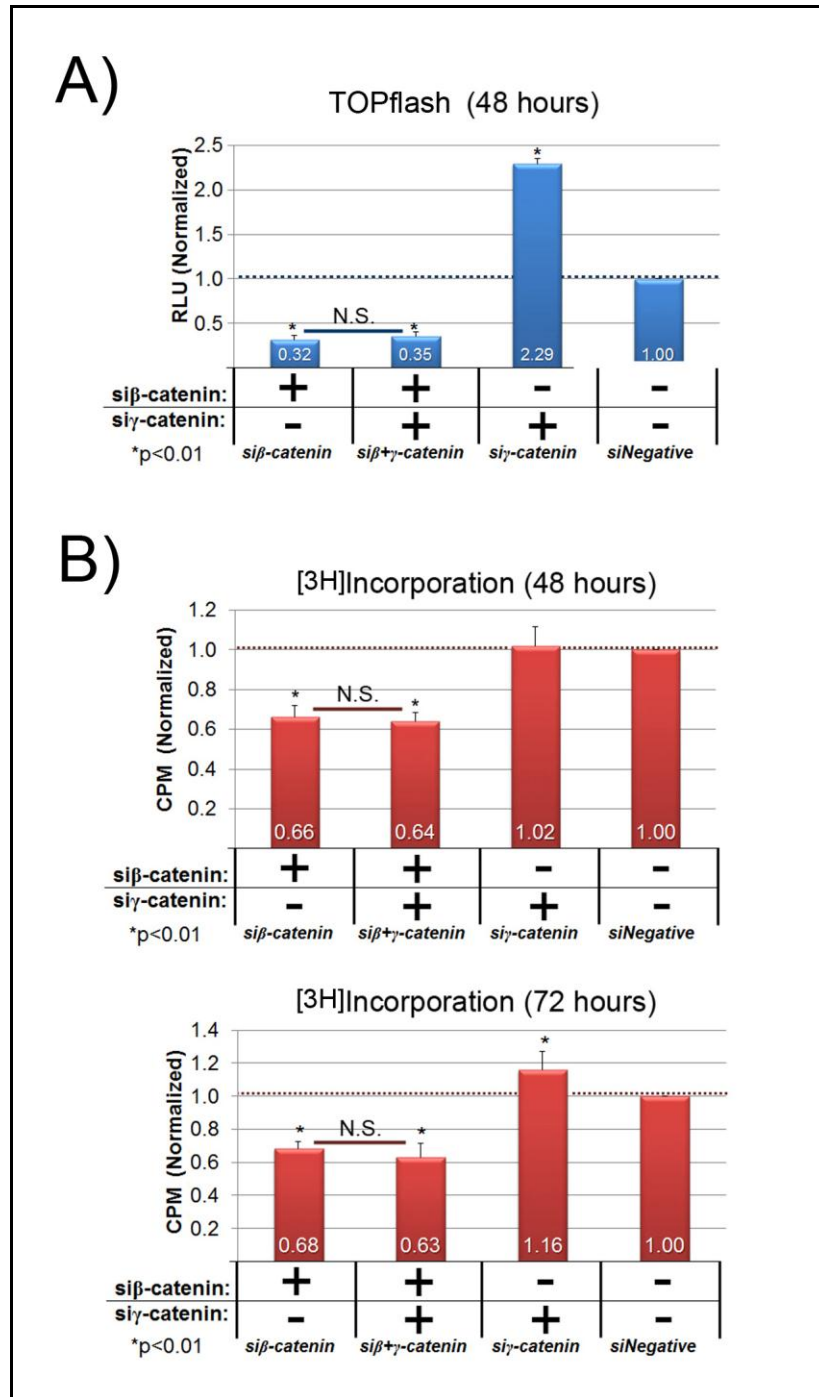 A)
TOPflash (48 hours)
RLU (Normalized)
2.5
2.0
1.5
1.0
0.5
*
N.S.
*
*
0.32
0.35
2.29
1.00
siβ-catenin: + + - -
siγ-catenin: - + + -
*p<0.01 siβ-catenin siβ+γ-catenin siγ-catenin siNegative
B)
[3H]Incorporation (48 hours)
CPM (Normalized)
1.2
1.0
0.8
0.6
0.4
0.2
*
N.S.
*
0.66
0.64
1.02
1.00
siβ-catenin: + + - -
siγ-catenin: - + + -
*p<0.01 siβ-catenin siβ+γ-catenin siγ-catenin siNegative
[3H]Incorporation (72 hours)
CPM (Normalized)
1.4
1.2
1.0
0.8
0.6
0.4
0.2
*
N.S.
*
*
0.68
0.63
1.16
1.00
siβ-catenin: + + - -
siγ-catenin: - + + -
*p<0.01 siβ-catenin siβ+γ-catenin siγ-catenin siNegative